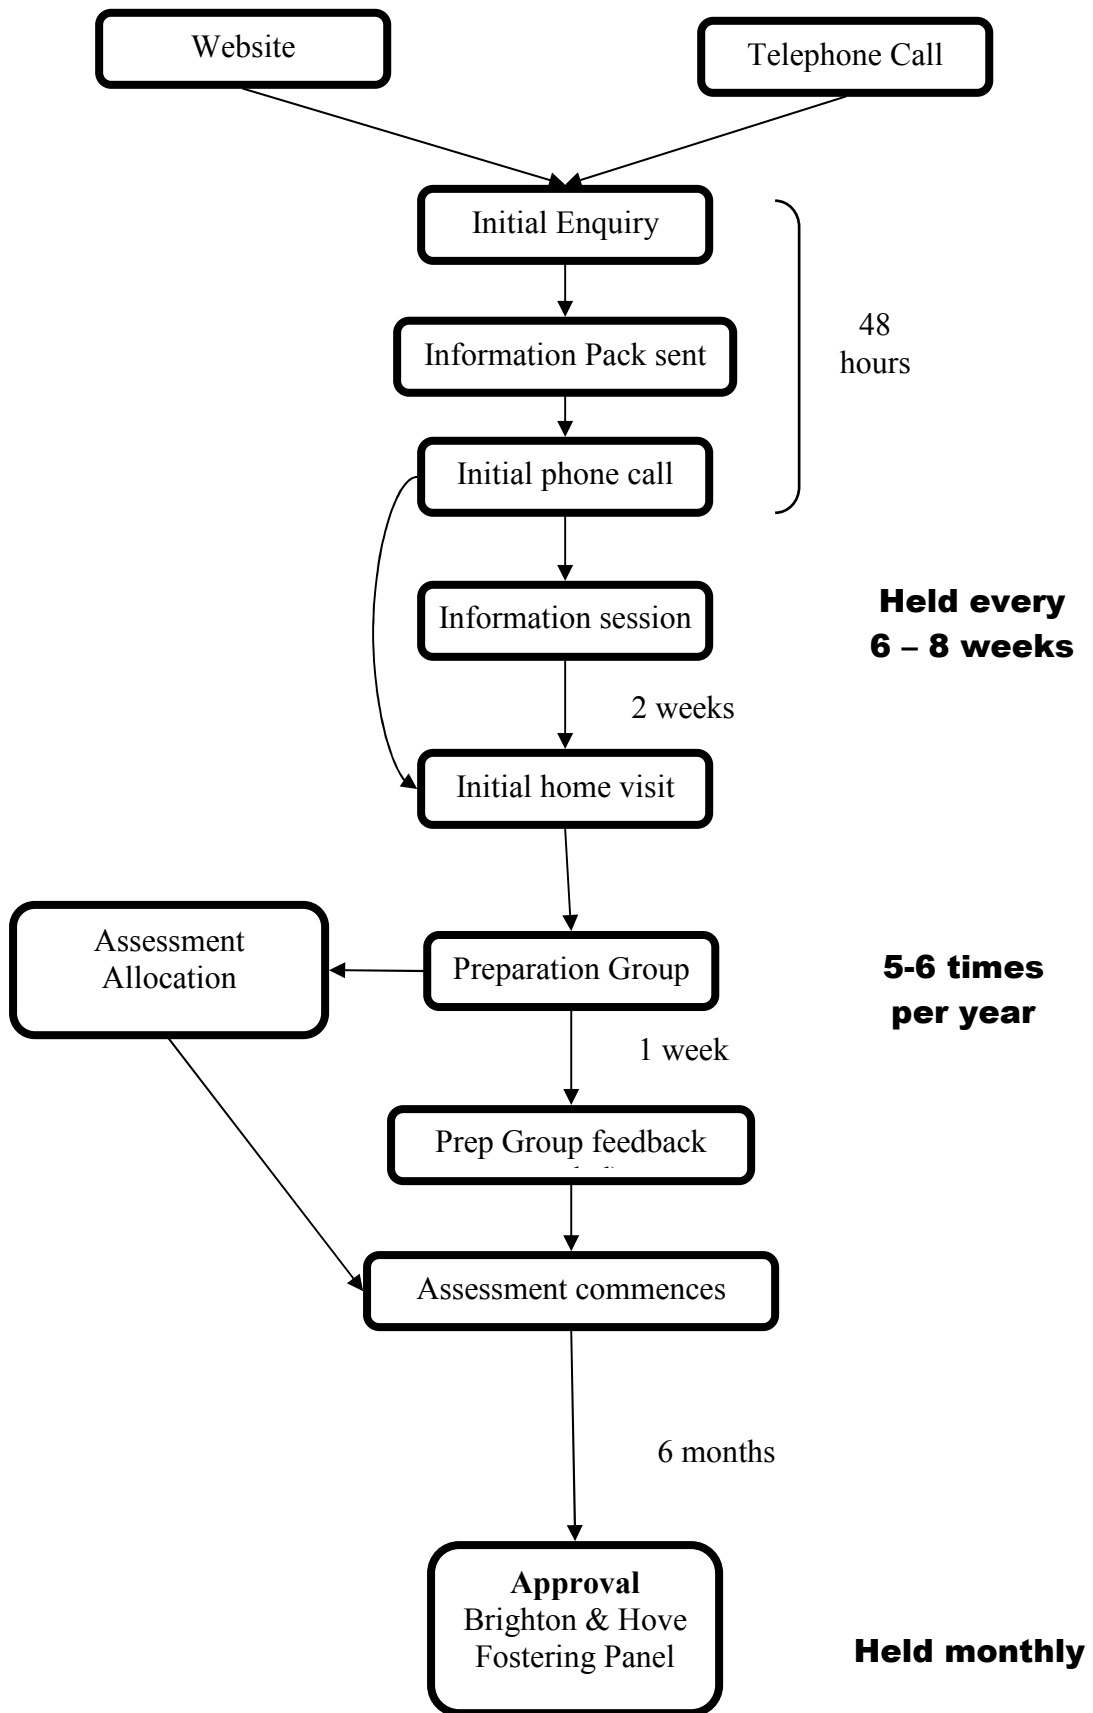 Website
Telephone Call
Initial Enquiry
Information Pack sent
48
hours
Initial phone call
Information session
Held every
6 – 8 weeks
2 weeks
Initial home visit
Assessment
Allocation
Preparation Group
5-6 times
per year
1 week
Prep Group feedback
Assessment commences
6 months
Approval
Brighton & Hove
Fostering Panel
Held monthly